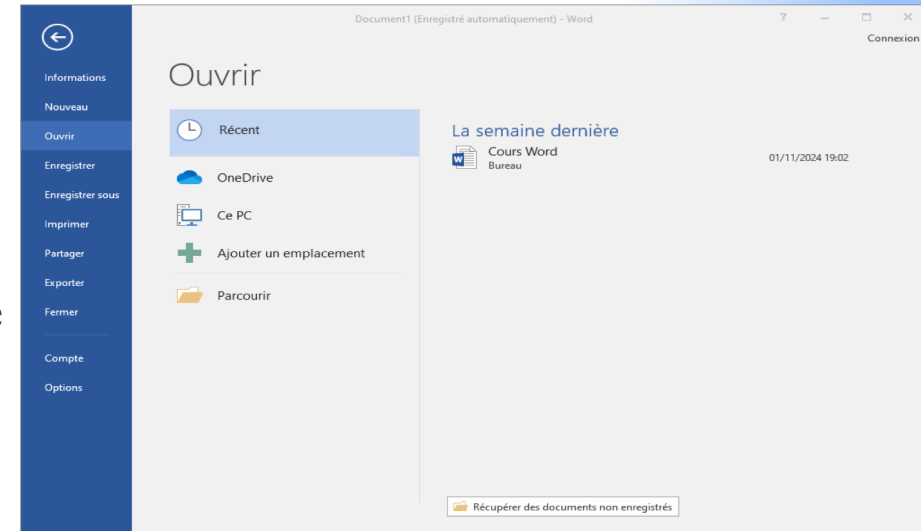 Document1 (Enregistré automatiquement) - Word
?
Connexion
Informations
Nouveau
Ouvrir
Enregistrer
Enregistrer sous
Imprimer
Partager
Exporter
Fermer
Compte
Options
Ouvrir
Récent
OneDrive
Ce PC
Ajouter un emplacement
Parcourir
La semaine dernière
Cours Word
Bureau
01/11/2024 19:02
Récupérer des documents non enregistrés